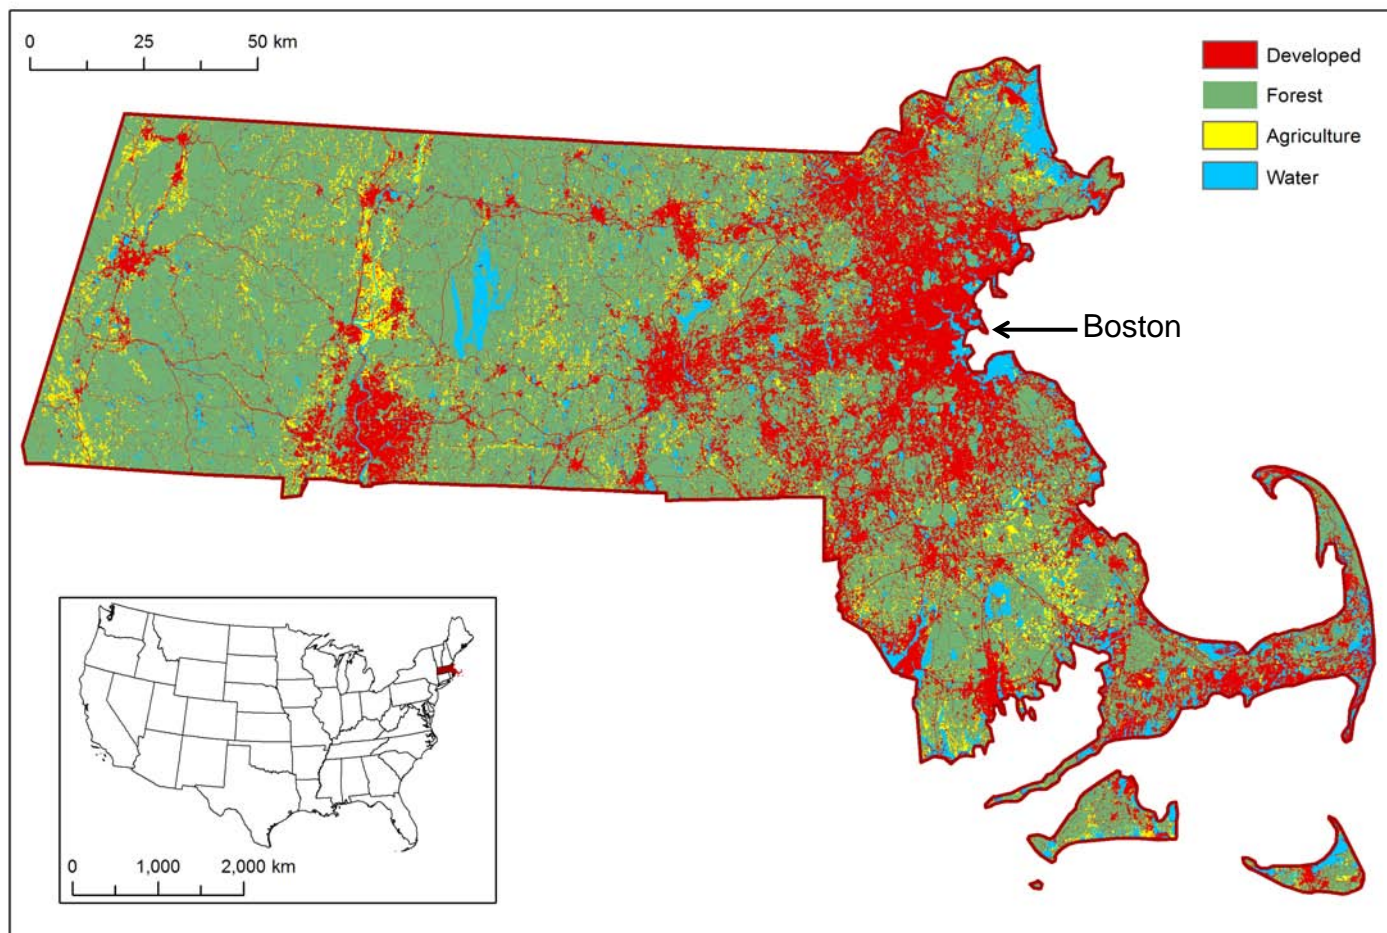 0 25 50 km
Developed
Forest
Agriculture
Water
Boston
0 1,000 2,000 km